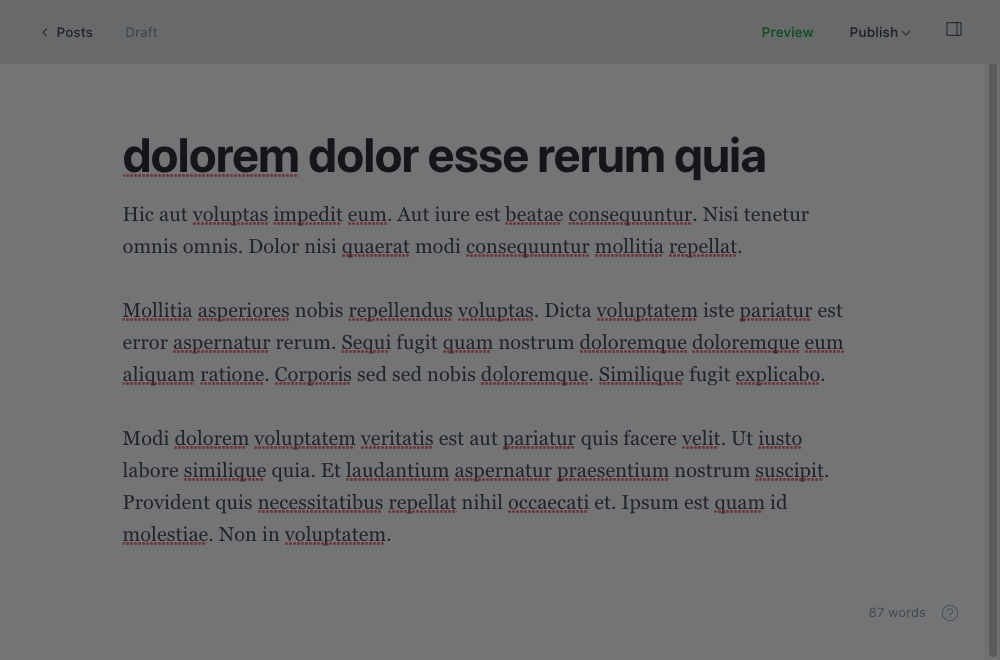 Posts
Draft
Preview
Publish
dolorem dolor esse rerum quia
Hic aut voluptas impedit eum. Aut iure est beatae consequuntur. Nisi tenetur
omnis omnis. Dolor nisi quaerat modi consequuntur mollitia repellat.
Mollitia asperiores nobis repellendus voluptas. Dicta voluptatem iste pariatur est
error aspernatur rerum. Sequi fugit quam nostrum doloremque doloremque eum
aliquam ratione. Corporis sed sed nobis doloremque. Similique fugit explicabo.
Modi dolorem voluptatem veritatis est aut pariatur quis facere velit. Ut iusto
labore similique quia. Et laudantium aspernatur praesentium nostrum suscipit.
Provident quis necessitatibus repellat nihil occaecati et. Ipsum est quam id
molestiae. Non in voluptatem.
87 words
?